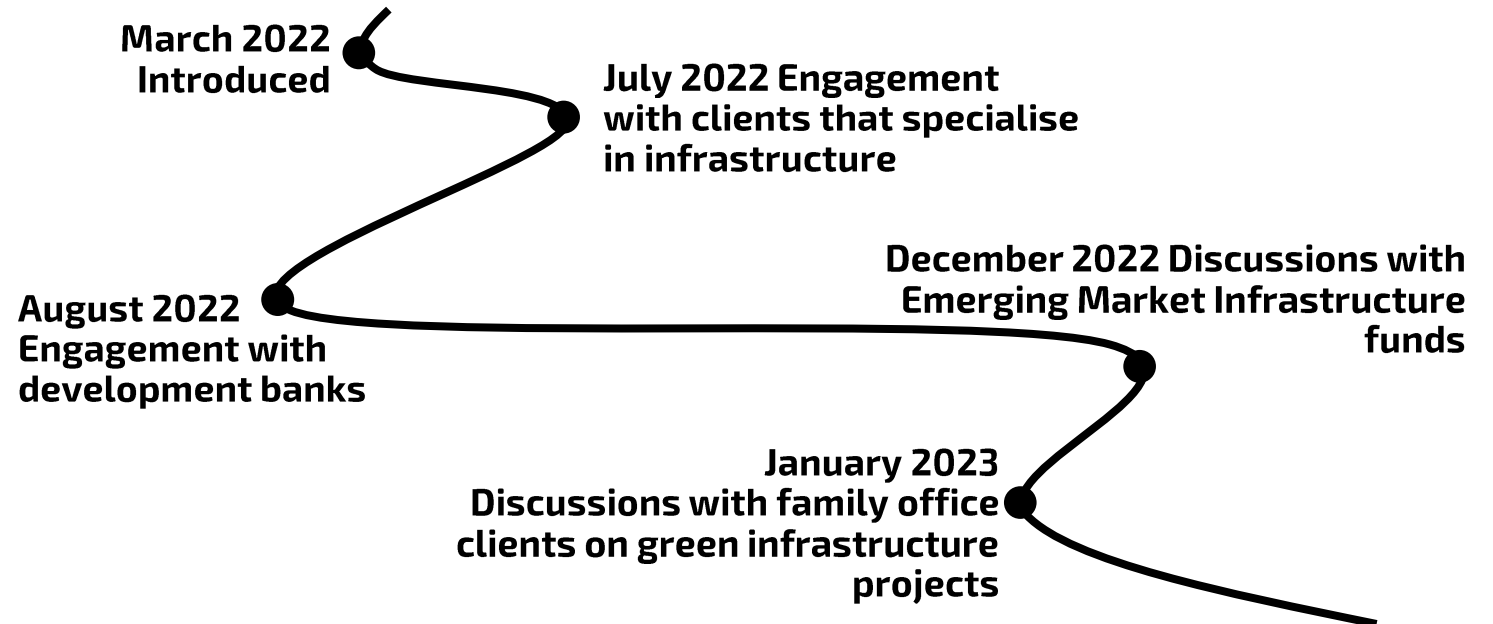 March 2022
Introduced
July 2022 Engagement
with clients that specialise
in infrastructure
August 2022
Engagement with
development banks
December 2022 Discussions with
Emerging Market Infrastructure
funds
January 2023
Discussions with family office
clients on green infrastructure
projects